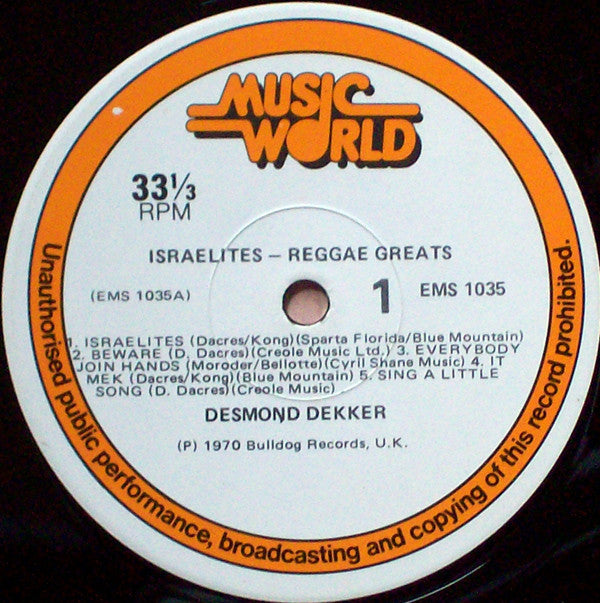 MUSIC
WORLD
33⅓
RPM
ISRAELITES – REGGAE GREATS
(EMS 1035A)
1
EMS 1035
1. ISRAELITES (Dacres/Kong)(Sparta Florida/Blue Mountain)
2. BEWARE (D. Dacres)(Creole Music Ltd.) 3. EVERYBODY
JOIN HANDS (Moroder/Bellotte)(Cyril Shane Music) 4. IT
MEK (Dacres/Kong)(Blue Mountain) 5. SING A LITTLE
SONG (D. Dacres)(Creole Music)
DESMOND DEKKER
(P) 1970 Bulldog Records, U.K.
Unauthorised public performance, broadcasting and copying of this record prohibited.